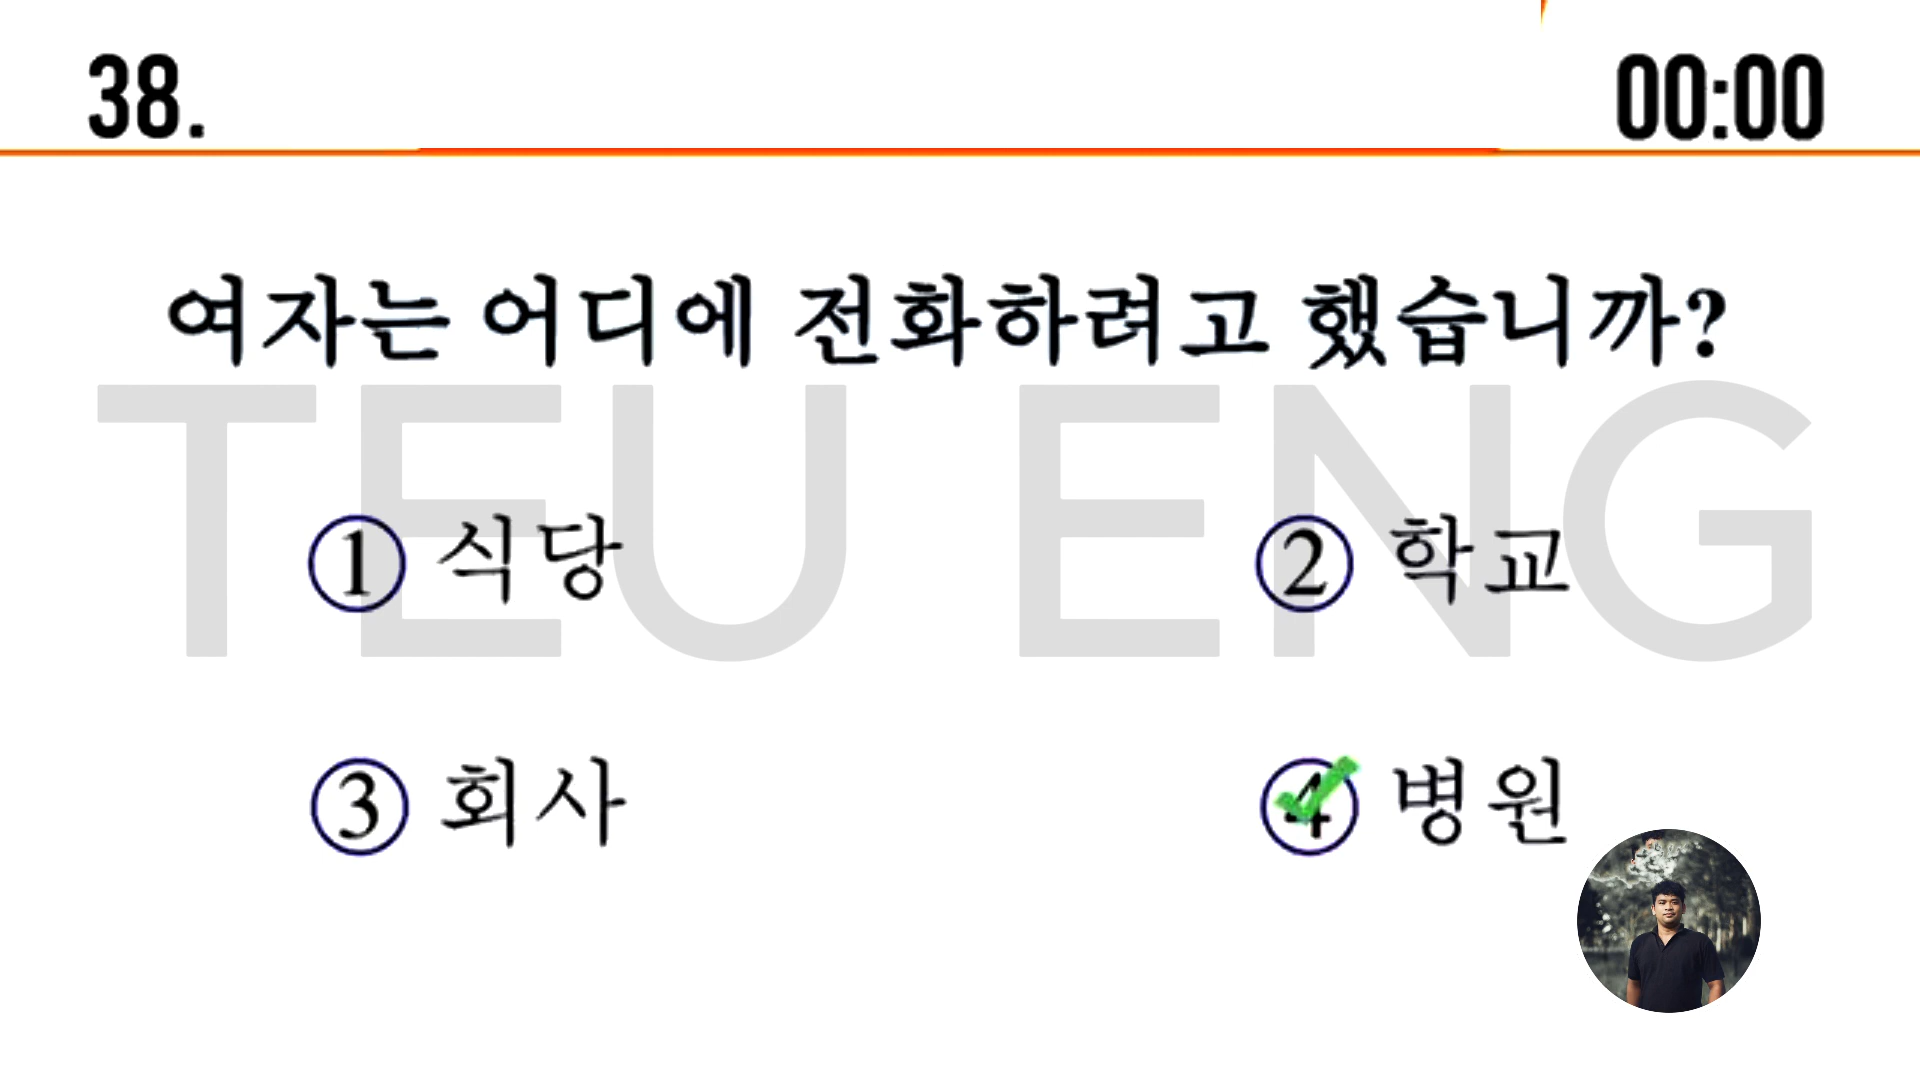 38.
00:00
여자는 어디에 전화하려고 했습니까?
TEU ENG
① 식당
② 학교
③ 회사
④ 병원